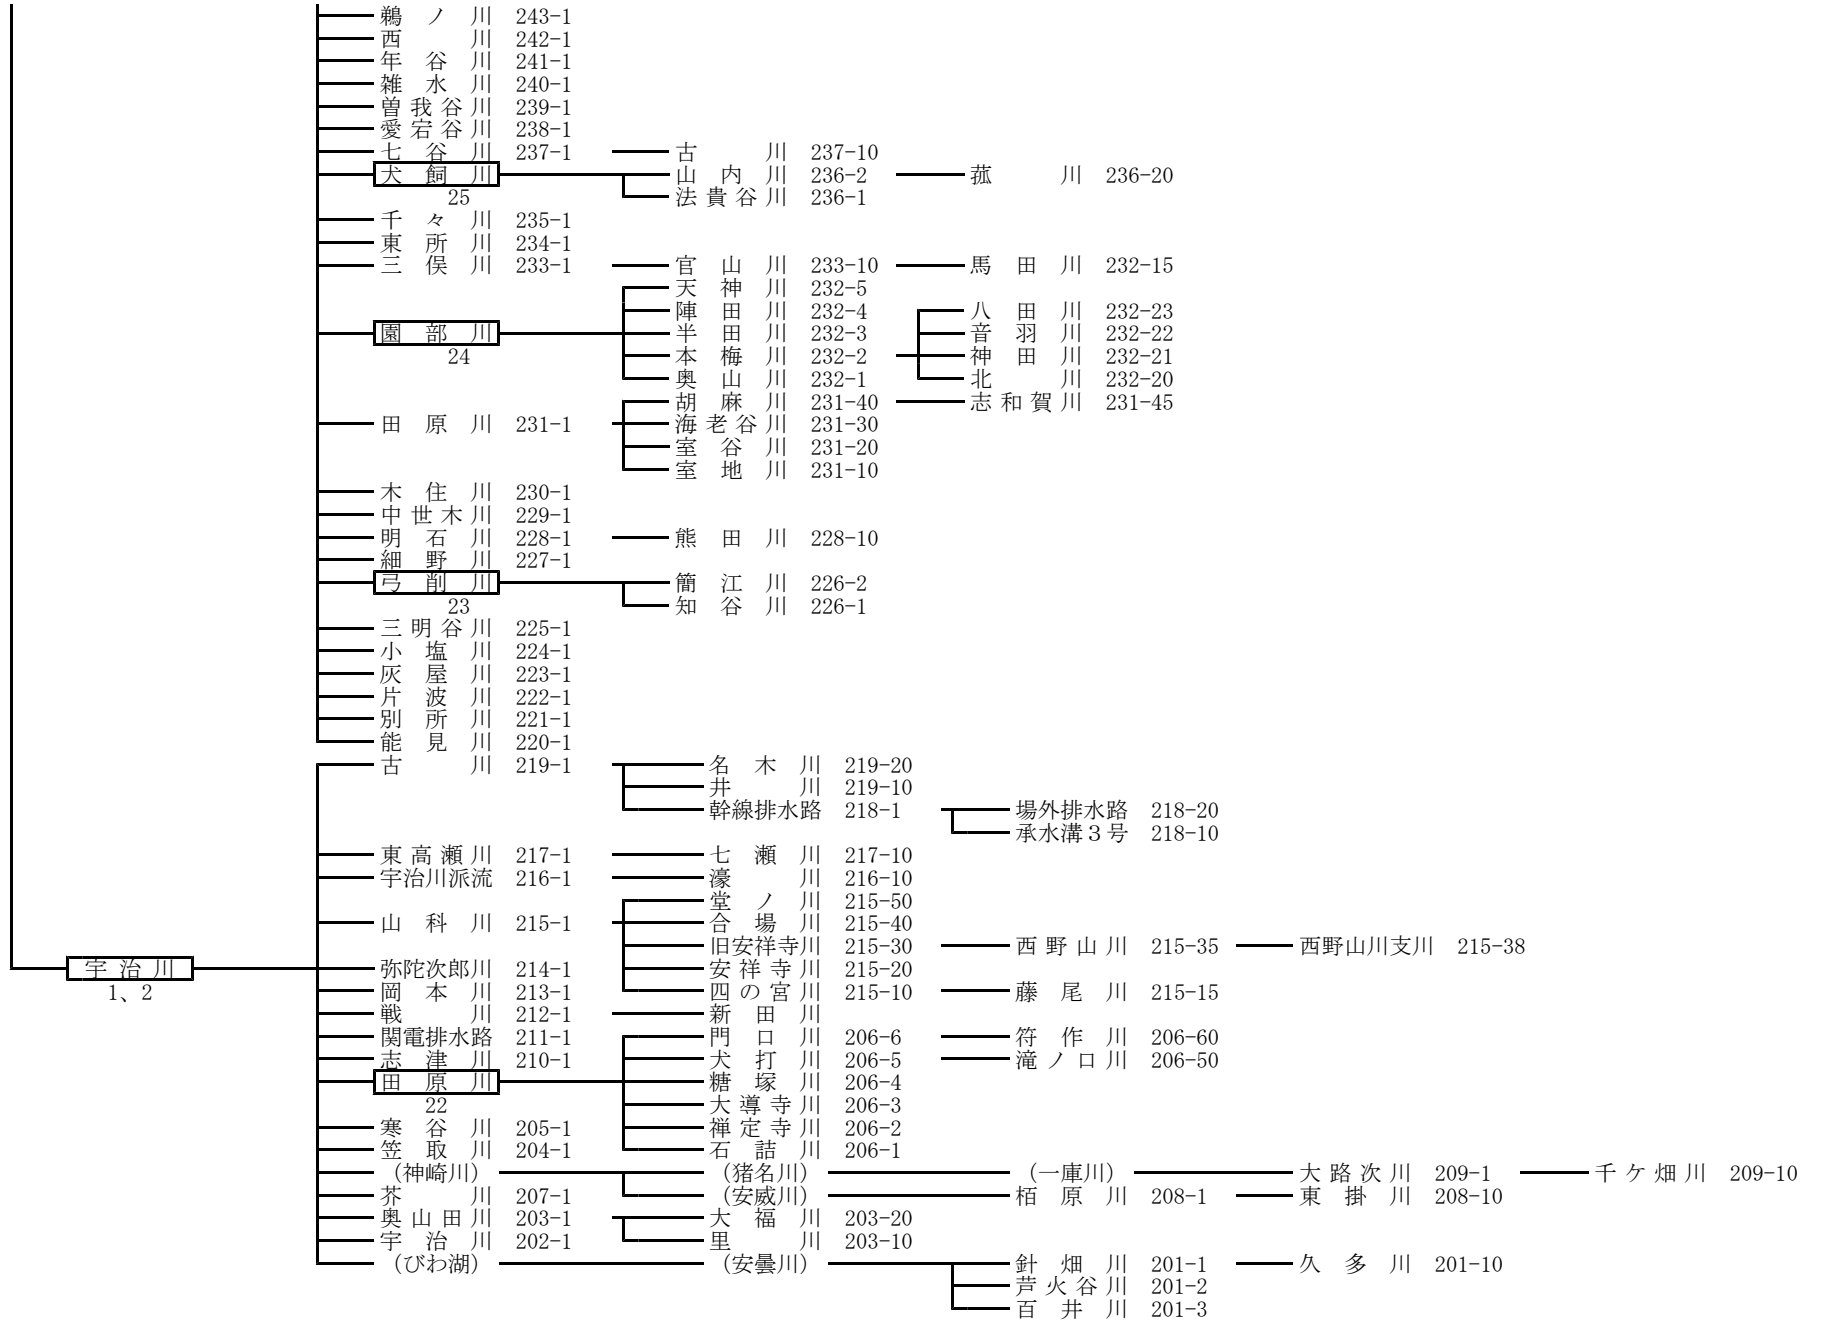 鵜ノ川 243-1
西川 242-1
年谷川 241-1
雑水川 240-1
曽我谷川 239-1
愛宕谷川 238-1
七谷川 237-1 古川 237-10
犬飼川 山内川 236-2 菰川 236-20
25 法貴谷川 236-1
千々川 235-1
東所川 234-1
三俣川 233-1 官山川 233-10 馬田川 232-15
天神川 232-5
陣田川 232-4 八田川 232-23
園部川 半田川 232-3 音羽川 232-22
24 本梅川 232-2 神田川 232-21
奥山川 232-1 北川 232-20
胡麻川 231-40 志和賀川 231-45
田原川 231-1 海老谷川 231-30
室谷川 231-20
室地川 231-10
木住川 230-1
中世木川 229-1
明石川 228-1 熊田川 228-10
細野川 227-1
弓削川 簡江川 226-2
23 知谷川 226-1
三明谷川 225-1
小塩川 224-1
灰屋川 223-1
片波川 222-1
別所川 221-1
能見川 220-1
古川 219-1 名木川 219-20
井川 219-10
幹線排水路 218-1 場外排水路 218-20
承水溝３号 218-10
東高瀬川 217-1 七瀬川 217-10
宇治川派流 216-1 濠川 216-10
堂ノ川 215-50
山科川 215-1 合場川 215-40
旧安祥寺川 215-30 西野山川 215-35 西野山川支川 215-38
宇治川 弥陀次郎川 214-1 安祥寺川 215-20
1、2 岡本川 213-1 四の宮川 215-10 藤尾川 215-15
戦川 212-1 新田川
関電排水路 211-1 門口川 206-6 符作川 206-60
志津川 210-1 犬打川 206-5 滝ノ口川 206-50
田原川 糖塚川 206-4
22 大導寺川 206-3
寒谷川 205-1 禅定寺川 206-2
笠取川 204-1 石詰川 206-1
（神崎川） （猪名川） （一庫川） 大路次川 209-1 千ケ畑川 209-10
芥川 207-1 （安威川） 栢原川 208-1 東掛川 208-10
奥山田川 203-1 大福川 203-20
宇治川 202-1 里川 203-10
（びわ湖） （安曇川） 針畑川 201-1 久多川 201-10
芦火谷川 201-2
百井川 201-3